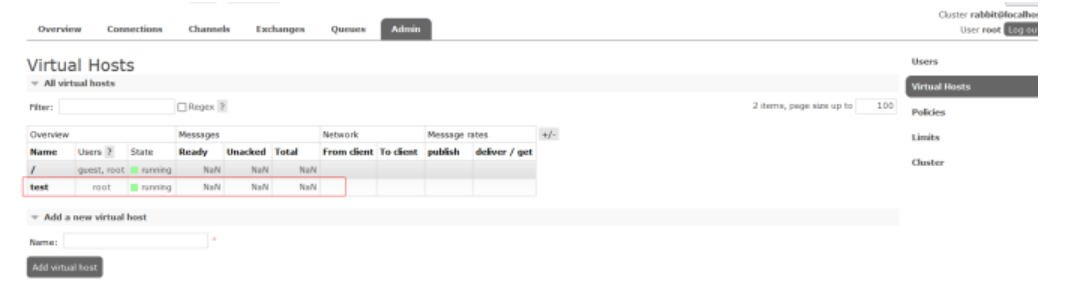 Cluster rabbit@localhos
User root Log ou
Overview Connections Channels Exchanges Queues Admin
Virtual Hosts
All virtual hosts
Filter: Regex ?
2 items, page size up to 100
Overview Messages Network Message rates +/-
Name Users ? State Ready Unacked Total From client To client publish deliver / get
/ guest, root running NaN NaN NaN
test root running NaN NaN NaN
Add a new virtual host
Name: *
Add virtual host
Users
Virtual Hosts
Policies
Limits
Cluster